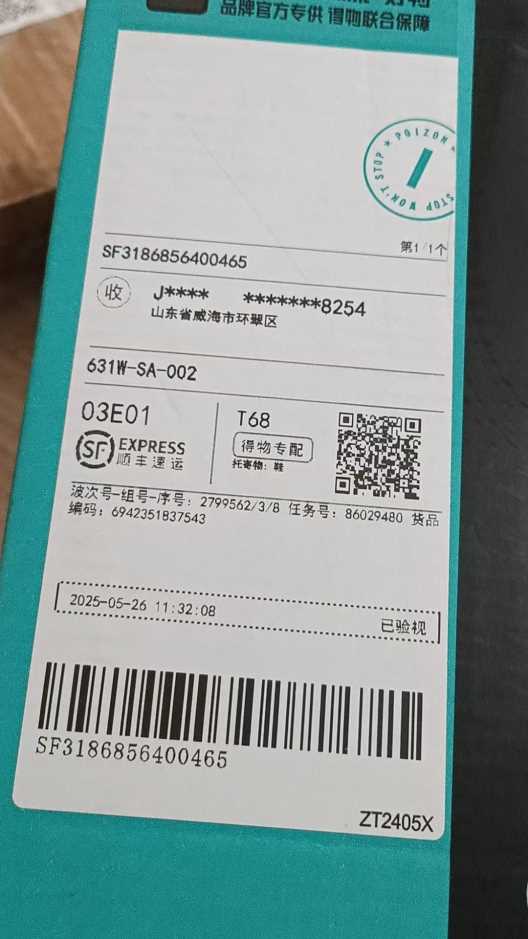 品牌官方专供 得物联合保障
POIZON
STOP WON'T STOP
第1/1个
SF3186856400465
收 J**** *******8254
山东省威海市环翠区
631W-SA-002
03E01
T68
SF EXPRESS
顺丰速运
得物专配
托寄物: 鞋
波次号-组号-序号: 2799562/3/8 任务号: 86029480 货品
编码: 6942351837543
2025-05-26 11:32:08
已验视
SF3186856400465
ZT2405X